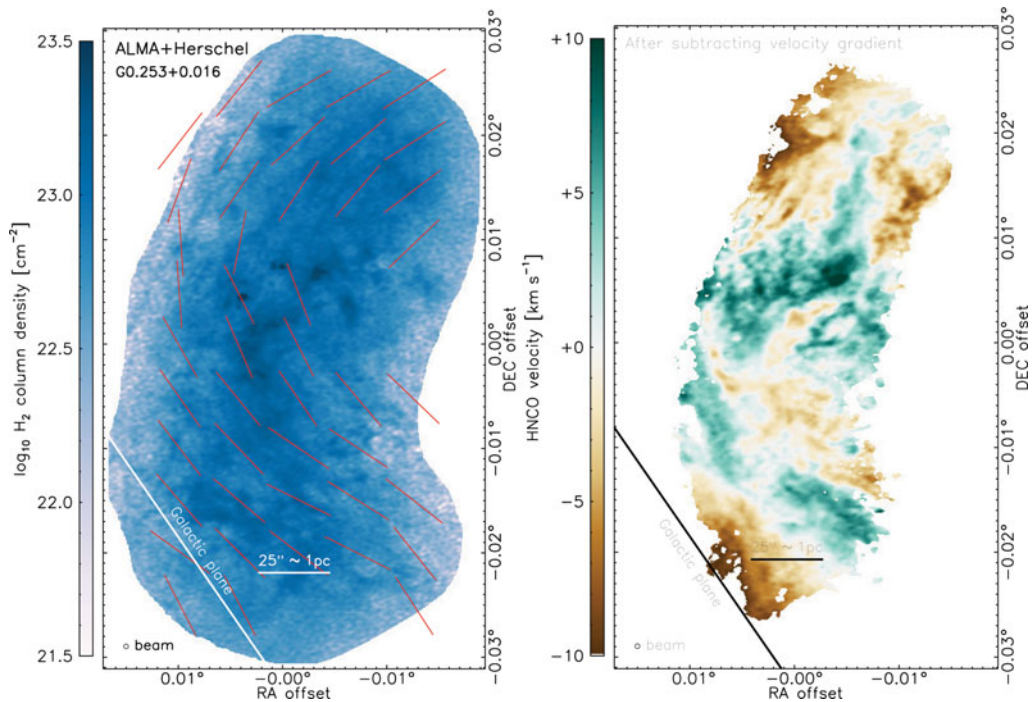 ALMA+Herschel
G0.253+0.016
23.5
23.0
22.5
22.0
21.5
log₁₀ H₂ column density [cm⁻²]
Galactic plane
25'' ~ 1pc
beam
0.01° -0.00° -0.01°
RA offset
0.03°
0.02°
0.01°
0.00°
-0.01°
-0.02°
-0.03°
DEC offset
After subtracting velocity gradient
+10
+5
+0
-5
-10
HNCO velocity [km s⁻¹]
Galactic plane
25'' ~ 1pc
beam
0.01° -0.00° -0.01°
RA offset
0.03°
0.02°
0.01°
0.00°
-0.01°
-0.02°
-0.03°
DEC offset